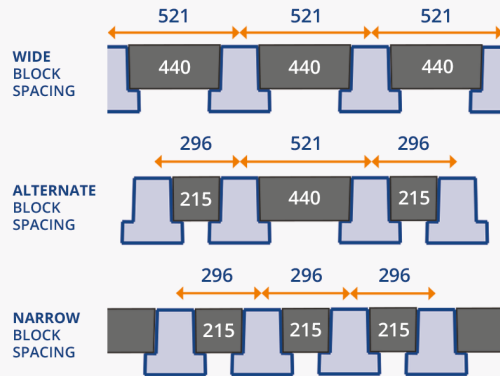 521 521 521
WIDE
BLOCK
SPACING
440 440 440
296 521 296
ALTERNATE
BLOCK
SPACING
215 440 215
296 296 296
NARROW
BLOCK
SPACING
215 215 215